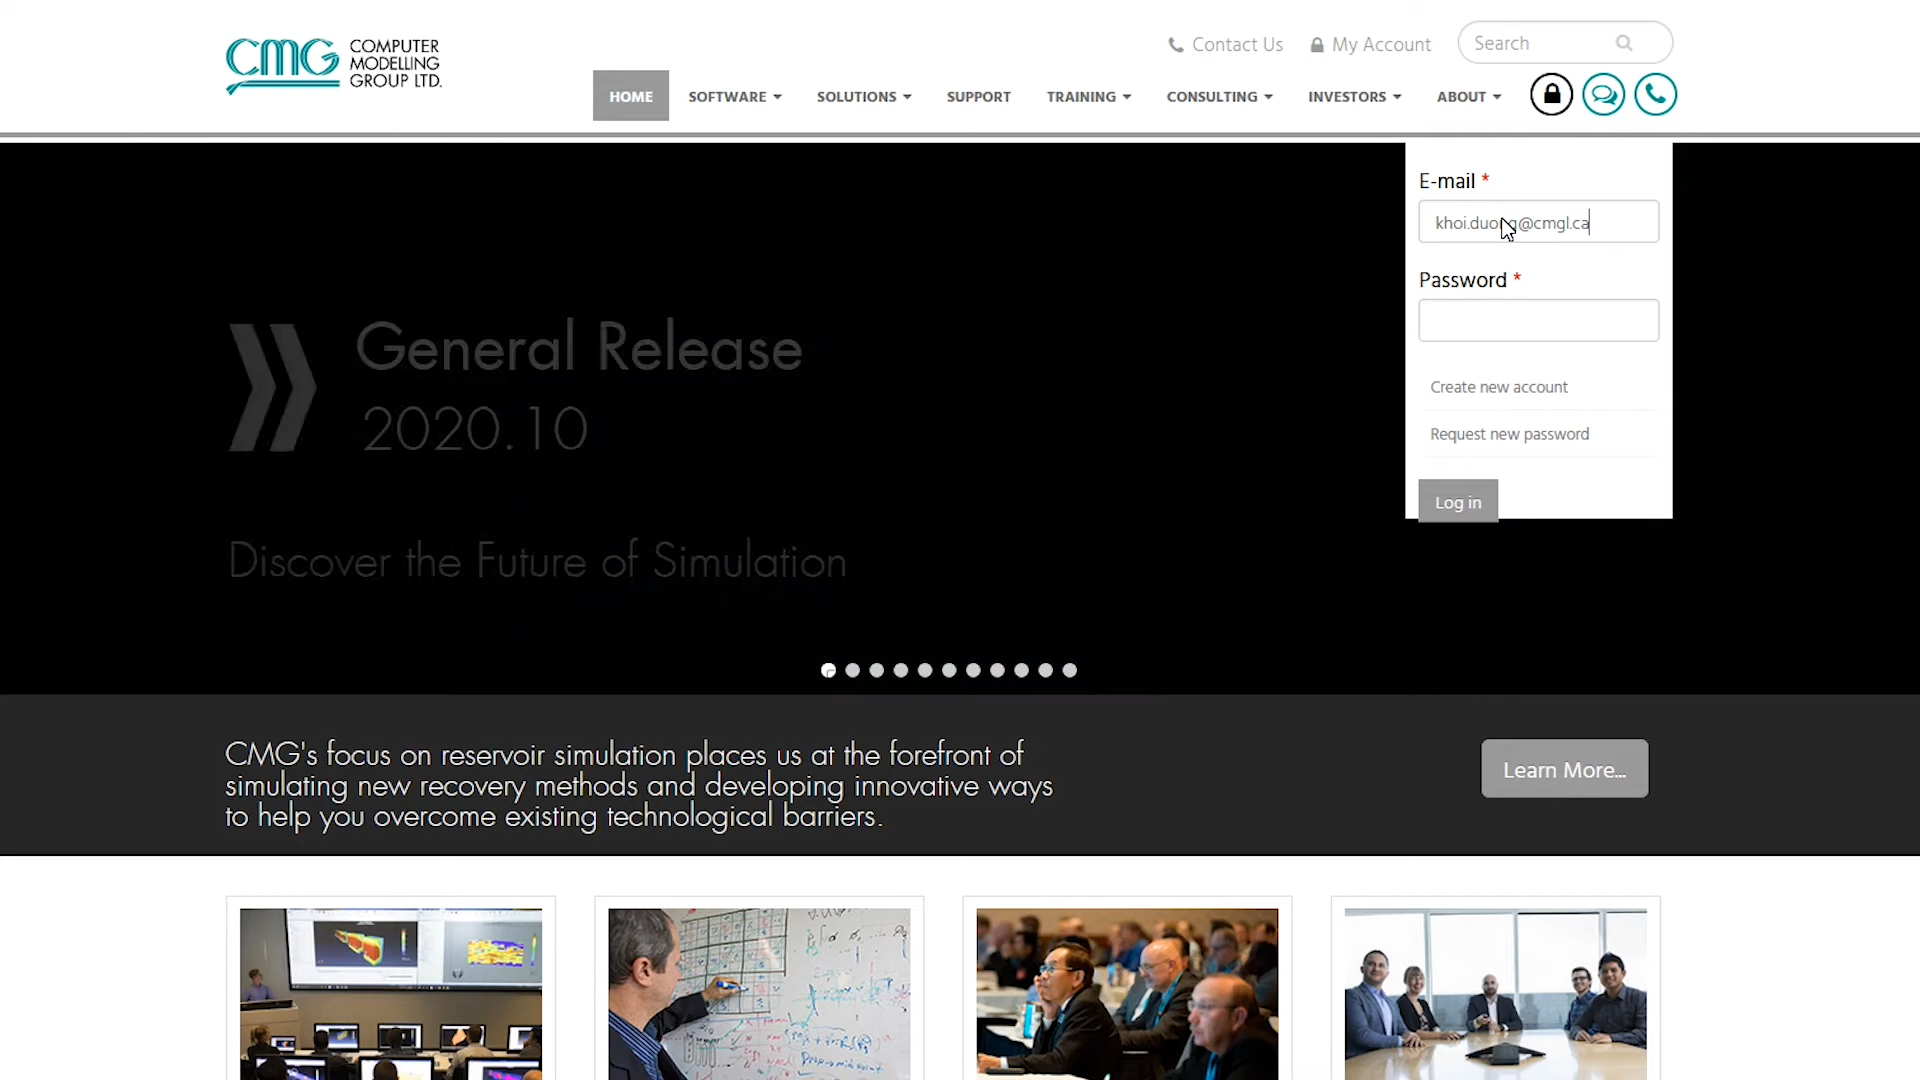 CMG COMPUTER
MODELLING
GROUP LTD.
Contact Us My Account Search
HOME SOFTWARE SOLUTIONS SUPPORT TRAINING CONSULTING INVESTORS ABOUT
E-mail *
khoi.duong@cmgl.ca
Password *
Create new account
Request new password
Log in
General Release
2020.10
Discover the Future of Simulation
CMG's focus on reservoir simulation places us at the forefront of
simulating new recovery methods and developing innovative ways
to help you overcome existing technological barriers.
Learn More...